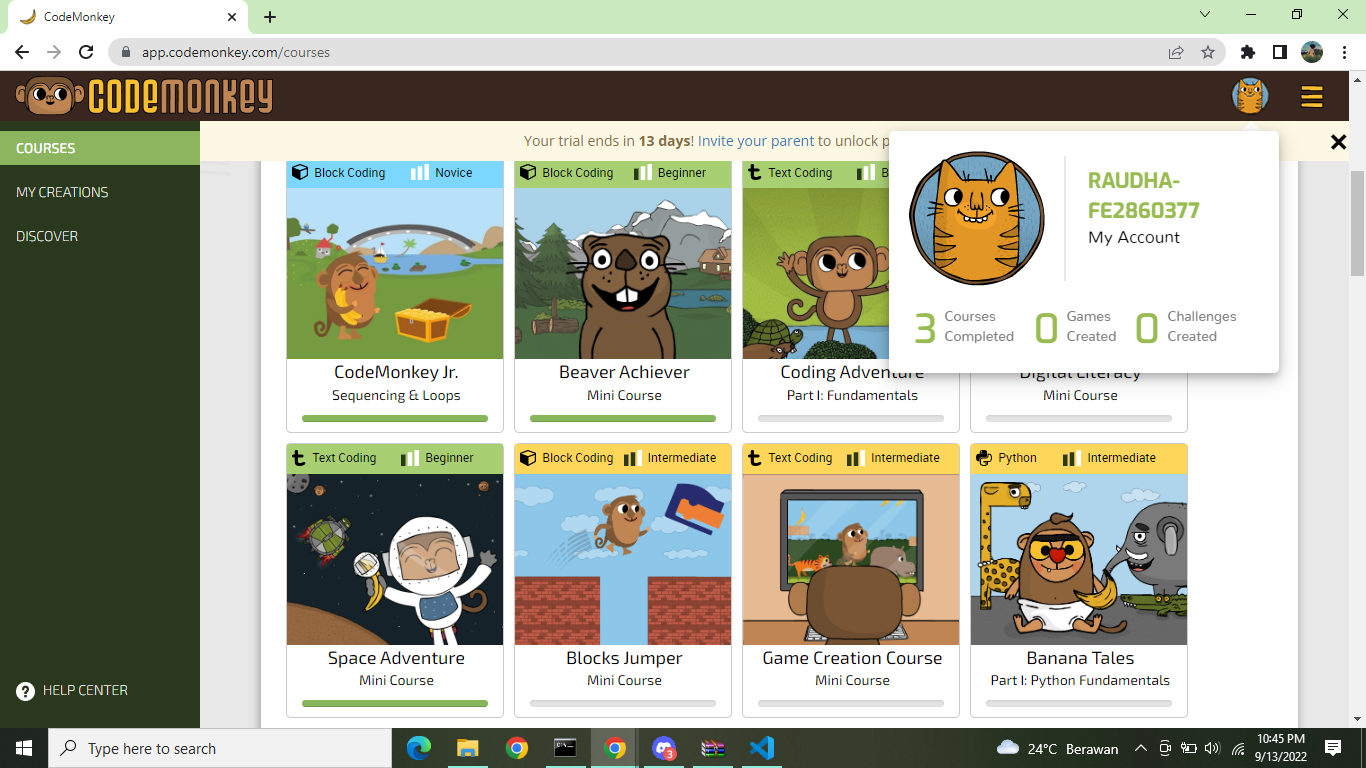 CodeMonkey
app.codemonkey.com/courses
CODEMONKEY
COURSES
MY CREATIONS
DISCOVER
HELP CENTER
Your trial ends in 13 days! Invite your parent to unlock p
RAUDHA-
FE2860377
My Account
3 Courses Completed
0 Games Created
0 Challenges Created
Block Coding Novice
CodeMonkey Jr.
Sequencing & Loops
Block Coding Beginner
Beaver Achiever
Mini Course
Text Coding B
Coding Adventure
Part I: Fundamentals
Digital Literacy
Mini Course
Text Coding Beginner
Space Adventure
Mini Course
Block Coding Intermediate
Blocks Jumper
Mini Course
Text Coding Intermediate
Game Creation Course
Mini Course
Python Intermediate
Banana Tales
Part I: Python Fundamentals
Type here to search
3
24°C Berawan
10:45 PM
9/13/2022